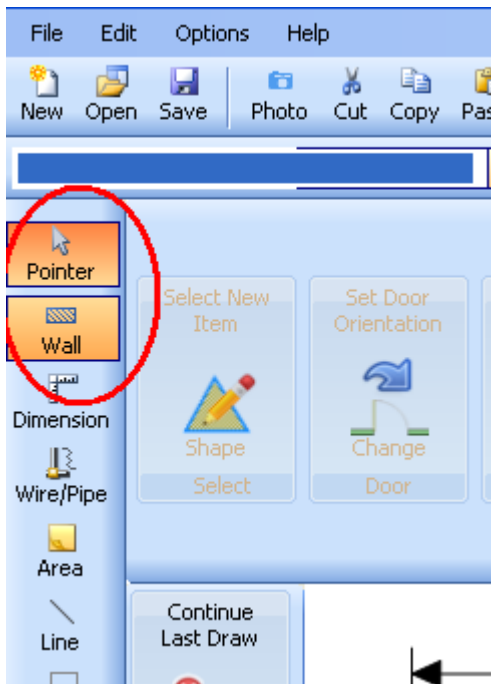 File Edit Options Help
New Open Save Photo Cut Copy
Pointer
Wall
Dimension
Wire/Pipe
Area
Line
Select New
Item
Shape
Select
Set Door
Orientation
Change
Door
Continue
Last Draw